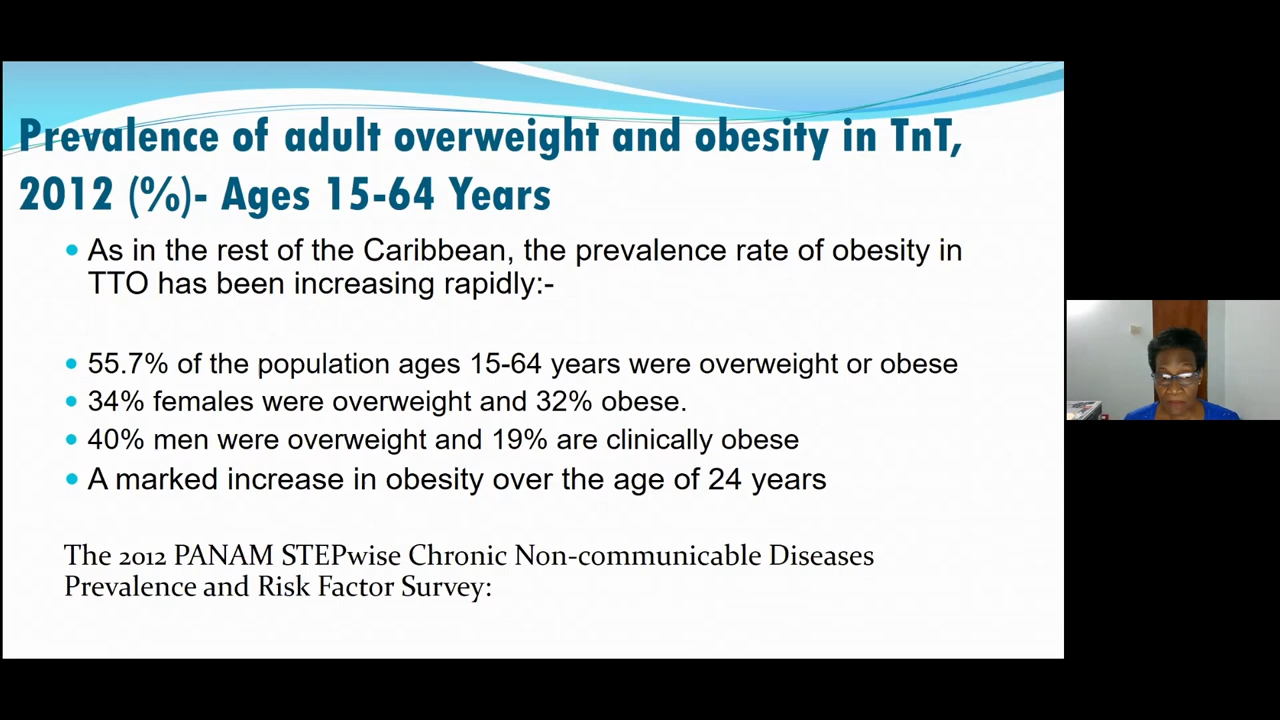 Prevalence of adult overweight and obesity in TnT,
2012 (%)- Ages 15-64 Years
• As in the rest of the Caribbean, the prevalence rate of obesity in
TTO has been increasing rapidly:-
• 55.7% of the population ages 15-64 years were overweight or obese
• 34% females were overweight and 32% obese.
• 40% men were overweight and 19% are clinically obese
• A marked increase in obesity over the age of 24 years
The 2012 PANAM STEPwise Chronic Non-communicable Diseases
Prevalence and Risk Factor Survey: